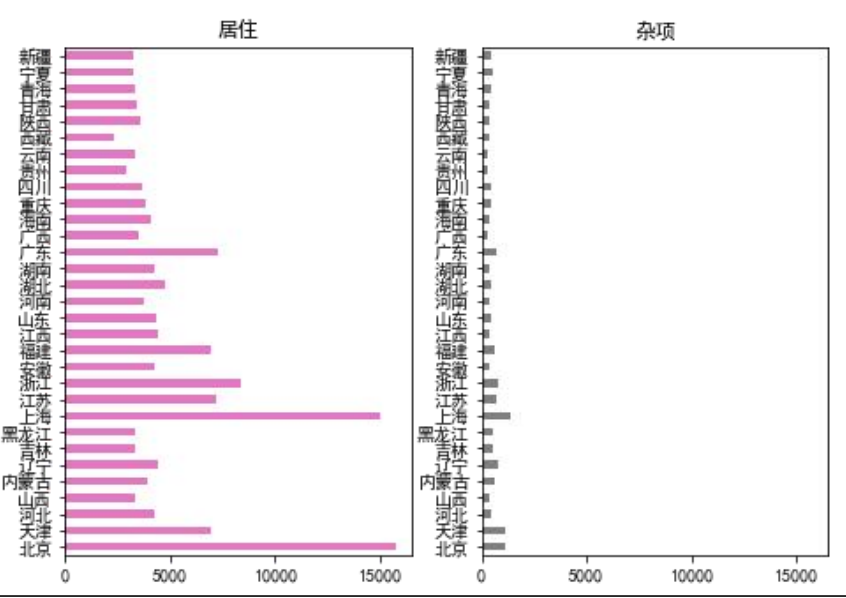 居住
新疆
宁夏
青海
甘肃
陕西
西藏
云南
贵州
四川
重庆
海南
广西
广东
湖南
湖北
河南
山东
江西
福建
安徽
浙江
江苏
上海
黑龙江
吉林
辽宁
内蒙古
山西
河北
天津
北京
0 5000 10000 15000
杂项
新疆
宁夏
青海
甘肃
陕西
西藏
云南
贵州
四川
重庆
海南
广西
广东
湖南
湖北
河南
山东
江西
福建
安徽
浙江
江苏
上海
黑龙江
吉林
辽宁
内蒙古
山西
河北
天津
北京
0 5000 10000 15000